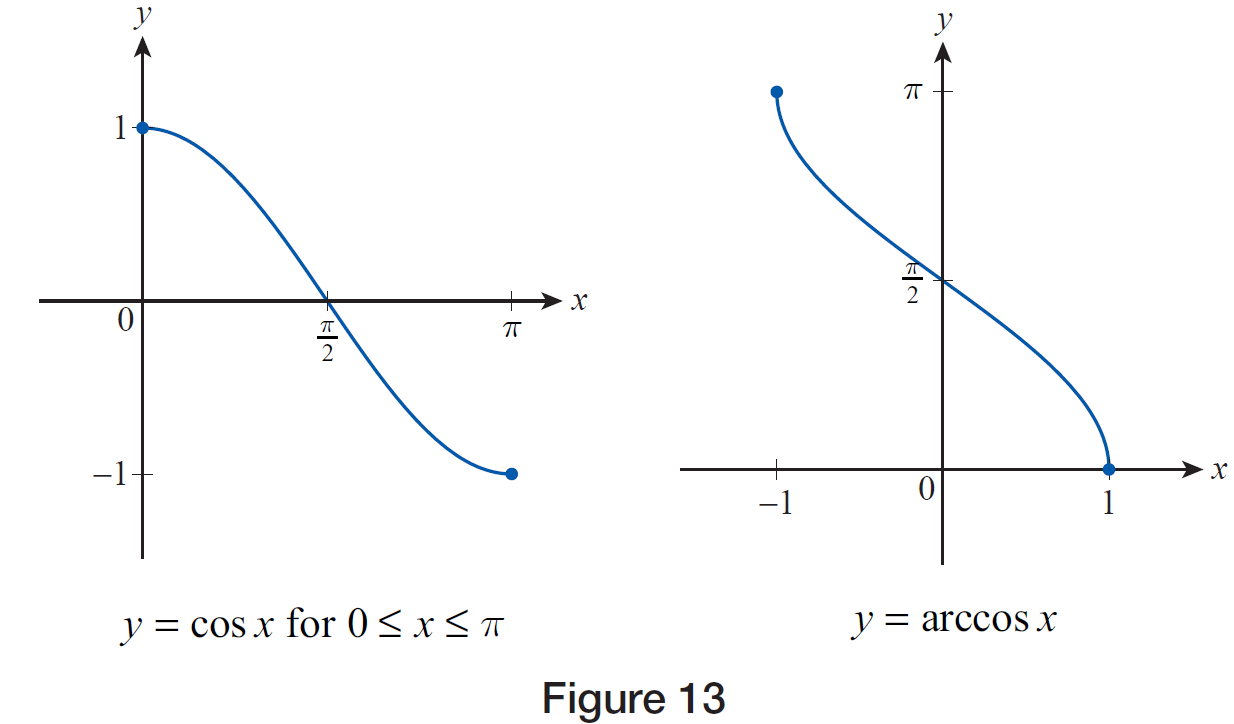 y
1
0
π/2
π
x
−1
y = cos x for 0 ≤ x ≤ π
y
π
π/2
0
−1
1
x
y = arccos x
Figure 13